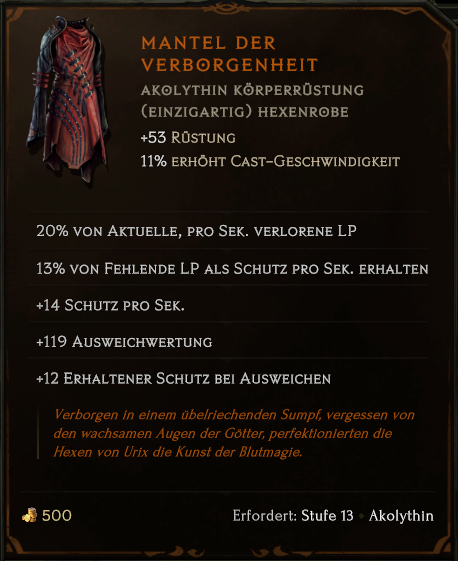 Mantel der
Verborgenheit
Akolythin Körperrüstung
(Einzigartig) Hexenrobe
+53 Rüstung
11% erhöht Cast-Geschwindigkeit
20% von Aktuelle, pro Sek. verlorene LP
13% von Fehlende LP als Schutz pro Sek. erhalten
+14 Schutz pro Sek.
+119 Ausweichwertung
+12 Erhaltener Schutz bei Ausweichen
Verborgen in einem übelriechenden Sumpf, vergessen von
den wachsamen Augen der Götter, perfektionierten die
Hexen von Urix die Kunst der Blutmagie.
500 Erfordert: Stufe 13 • Akolythin